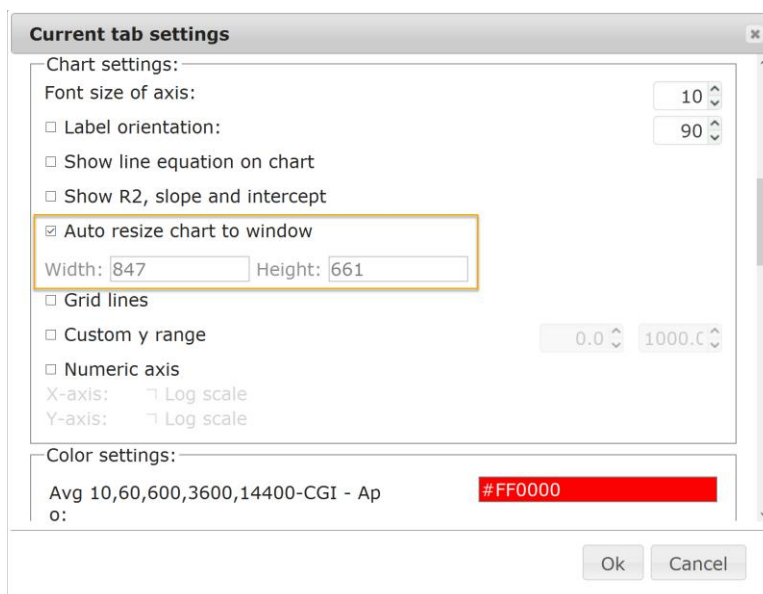 Current tab settings
Chart settings:
Font size of axis: 10
Label orientation: 90
Show line equation on chart
Show R2, slope and intercept
Auto resize chart to window
Width: 847 Height: 661
Grid lines
Custom y range 0.0 1000.0
Numeric axis
X-axis: Log scale
Y-axis: Log scale
Color settings:
Avg 10,60,600,3600,14400-CGI - Ap #FF0000
o:
Ok Cancel